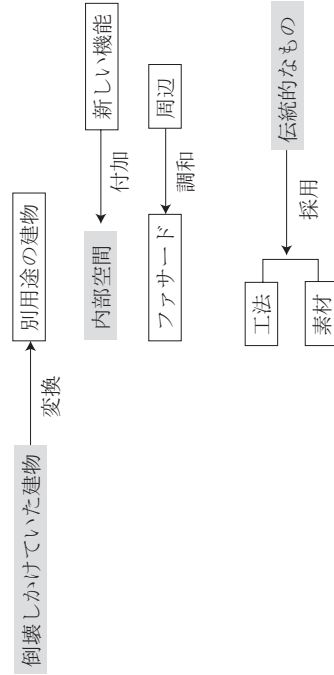 倒壊しかけていた建物
変換
別用途の建物
内部空間
付加
新しい機能
ファサード
調和
周辺
工法
素材
採用
伝統的なもの